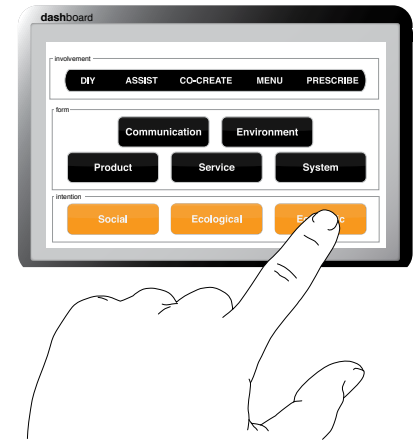 dashboard
involvement
DIY ASSIST CO-CREATE MENU PRESCRIBE
form
Communication Environment
Product Service System
intention
Social Ecological